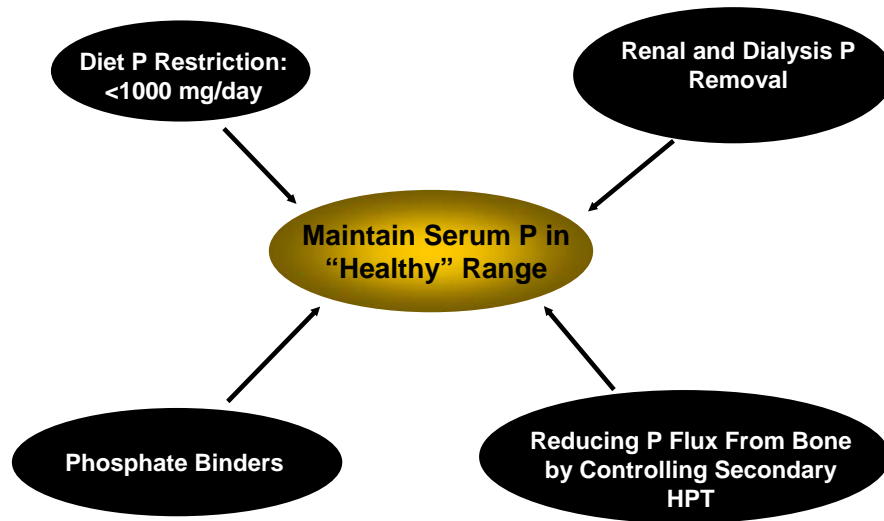 Diet P Restriction:
<1000 mg/day
Renal and Dialysis P
Removal
Maintain Serum P in
“Healthy” Range
Phosphate Binders
Reducing P Flux From Bone
by Controlling Secondary
HPT